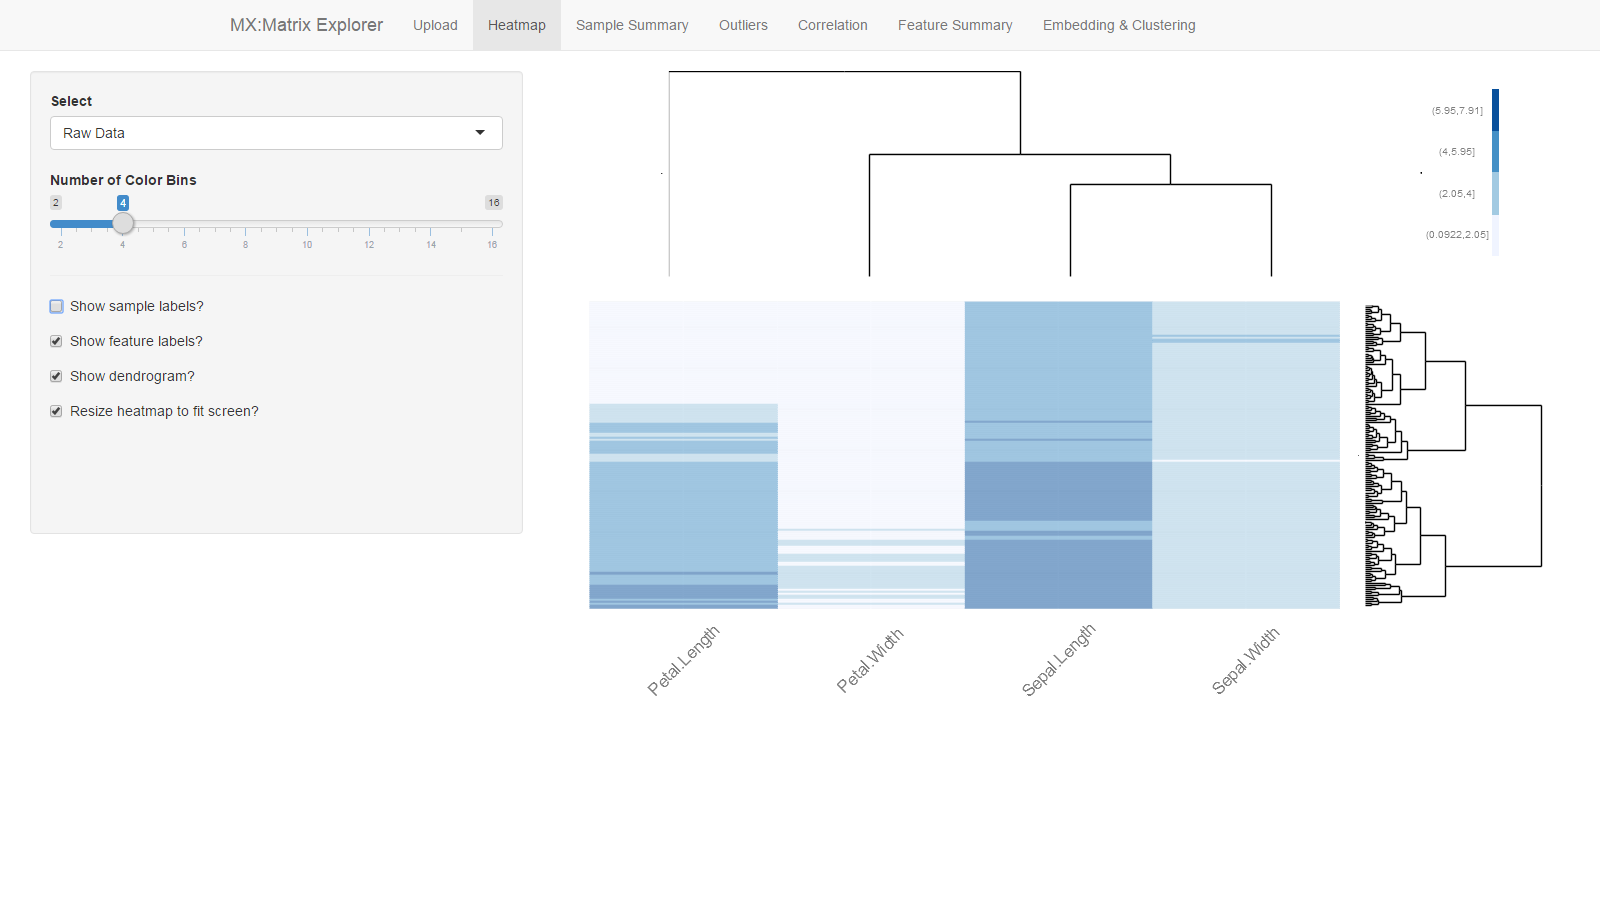 MX:Matrix Explorer Upload Heatmap Sample Summary Outliers Correlation Feature Summary Embedding & Clustering
Select
Raw Data
Number of Color Bins
2 4 16
2 4 6 8 10 12 14 16
Show sample labels?
Show feature labels?
Show dendrogram?
Resize heatmap to fit screen?
(5.95,7.91]
(4,5.95]
(2.05,4]
(0.0922,2.05]
Petal.Length
Petal.Width
Sepal.Length
Sepal.Width